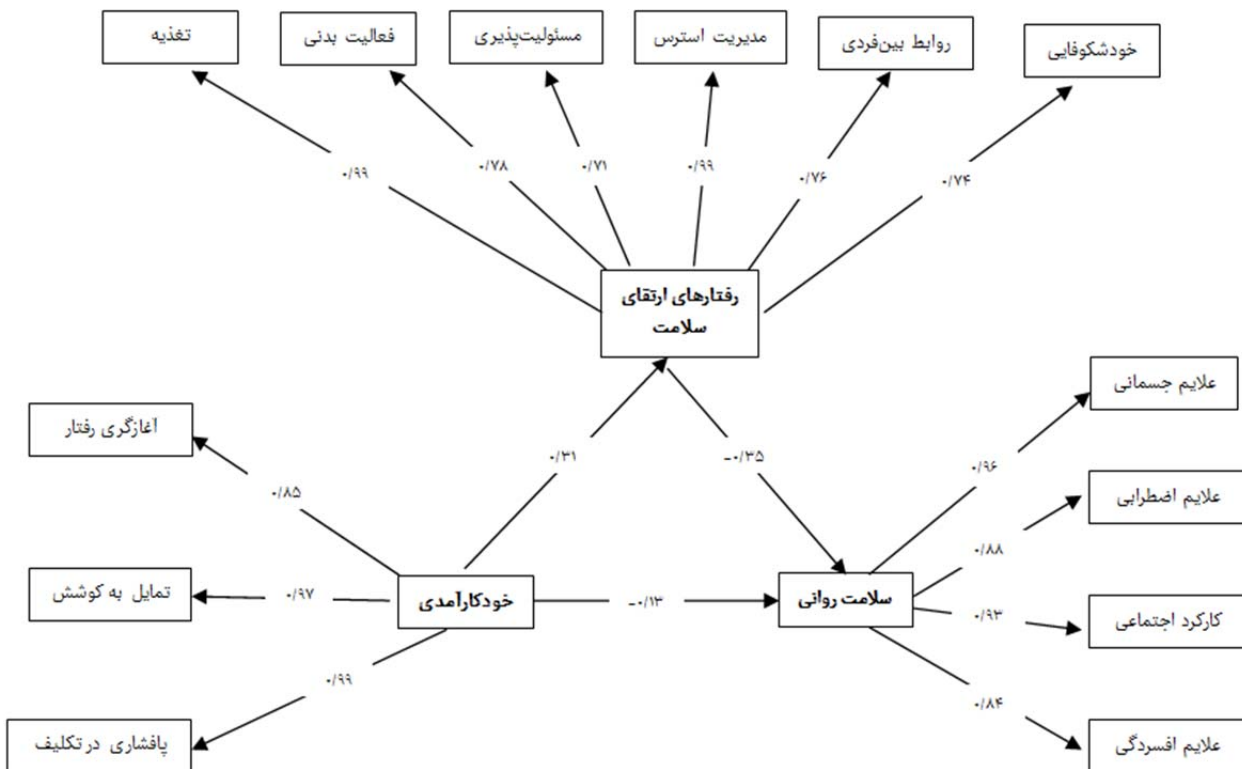 خودشکوفایی
روابط بین‌فردی
مدیریت استرس
مسئولیت‌پذیری
فعالیت بدنی
تغذیه
۰/۷۴
۰/۷۶
۰/۹۹
۰/۷۱
۰/۷۸
۰/۹۹
رفتارهای ارتقای
سلامت
علایم جسمانی
آغازگری رفتار
۰/۹۶
-۰/۳۵
۰/۳۱
۰/۸۵
علایم اضطرابی
۰/۸۸
سلامت روانی
-۰/۱۳
خودکارآمدی
۰/۹۷
تمایل به کوشش
کارکرد اجتماعی
۰/۹۳
۰/۸۴
۰/۹۹
علایم افسردگی
پافشاری در تکلیف